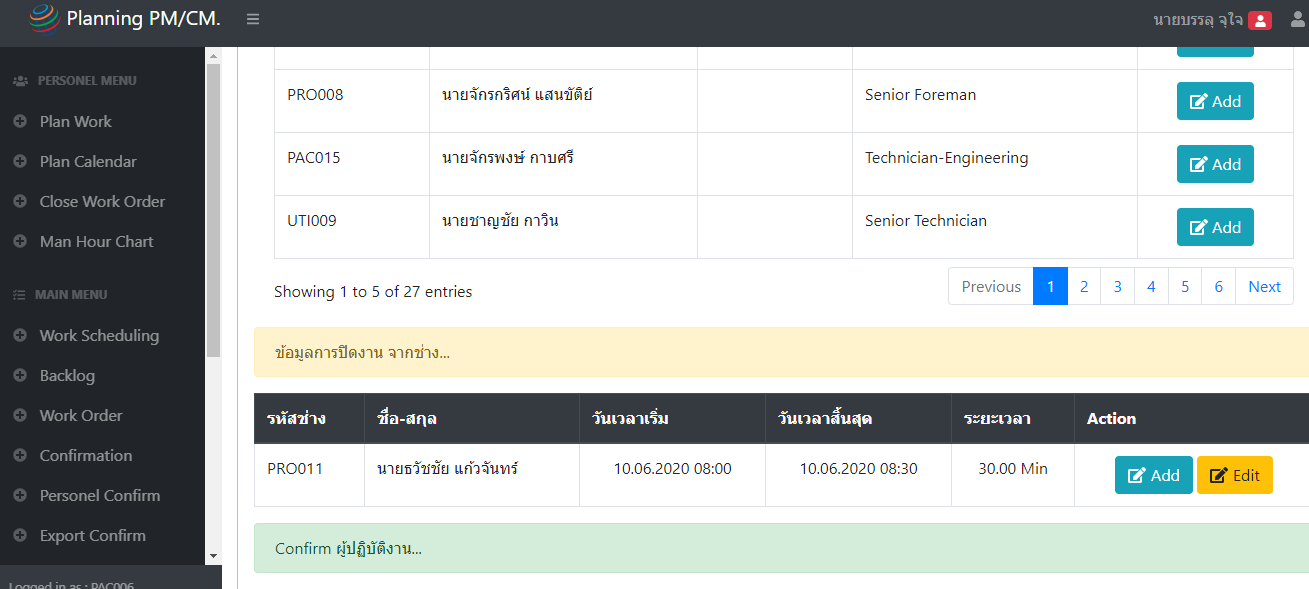 Planning PM/CM.
นายบรรลุ จุใจ
PERSONEL MENU
Plan Work
Plan Calendar
Close Work Order
Man Hour Chart
MAIN MENU
Work Scheduling
Backlog
Work Order
Confirmation
Personel Confirm
Export Confirm
Logged in as : PAC006
PRO008 นายจักรกริศน์ แสนขัติย์ Senior Foreman Add
PAC015 นายจักรพงษ์ กาบศรี Technician-Engineering Add
UTI009 นายชาญชัย กาวิน Senior Technician Add
Showing 1 to 5 of 27 entries
Previous 1 2 3 4 5 6 Next
ข้อมูลการปิดงาน จากช่าง...
รหัสช่าง ชื่อ-สกุล วันเวลาเริ่ม วันเวลาสิ้นสุด ระยะเวลา Action
PRO011 นายธวัชชัย แก้วจันทร์ 10.06.2020 08:00 10.06.2020 08:30 30.00 Min Add Edit
Confirm ผู้ปฏิบัติงาน...